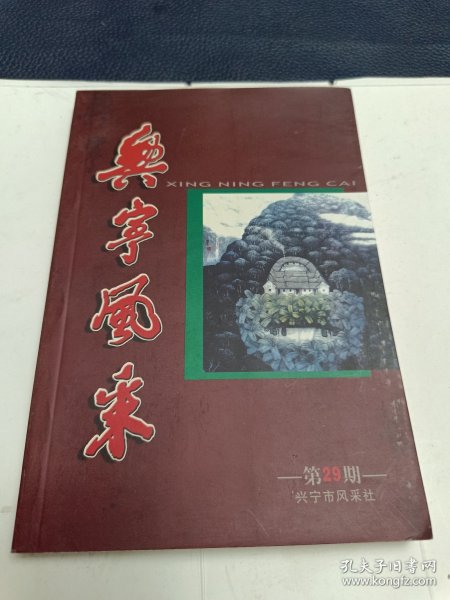 興寧風采
XING NING FENG CAI
第29期
兴宁市风采社
孔夫子旧书网
www.kongfz.com